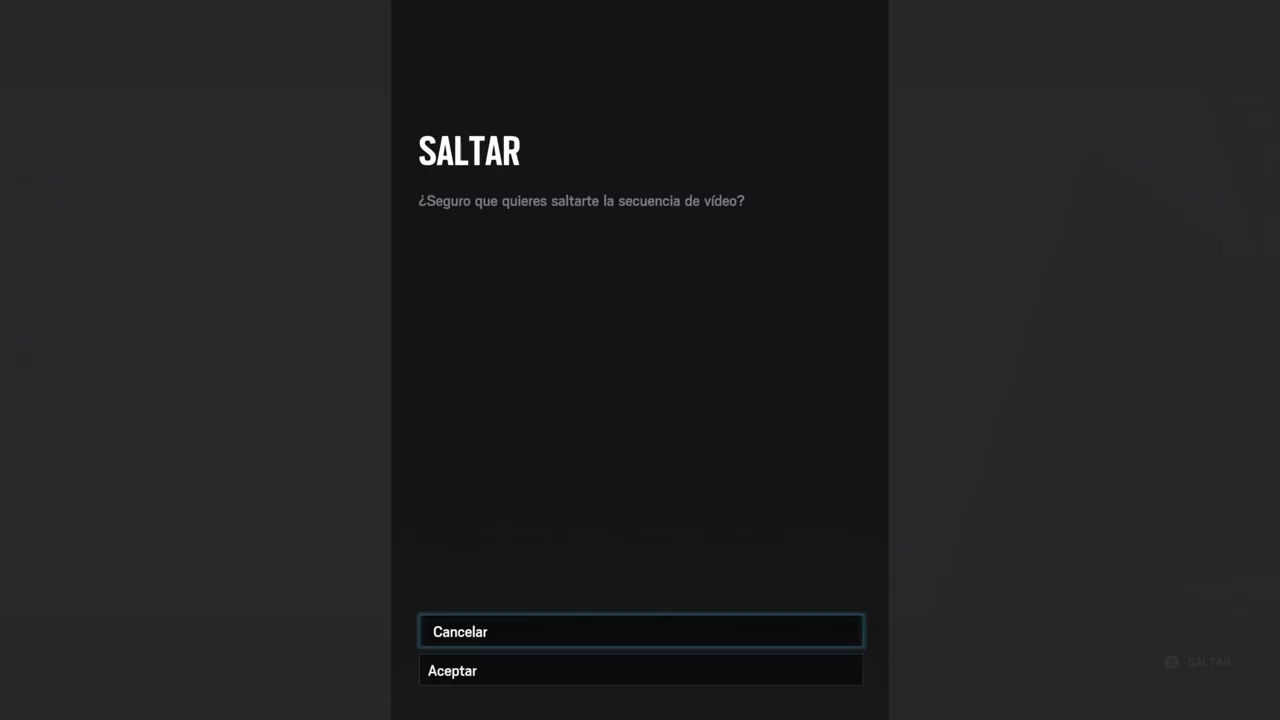 SALTAR
¿Seguro que quieres saltarte la secuencia de vídeo?
Cancelar
Aceptar
SALTAR